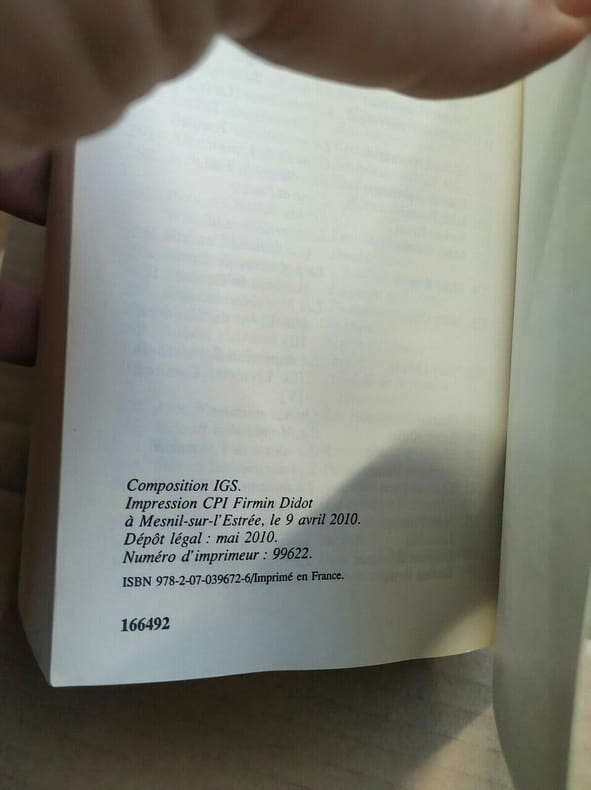 Composition IGS.
Impression CPI Firmin Didot
à Mesnil-sur-l'Estrée, le 9 avril 2010.
Dépôt légal : mai 2010.
Numéro d'imprimeur : 99622.
ISBN 978-2-07-039672-6/Imprimé en France.
166492